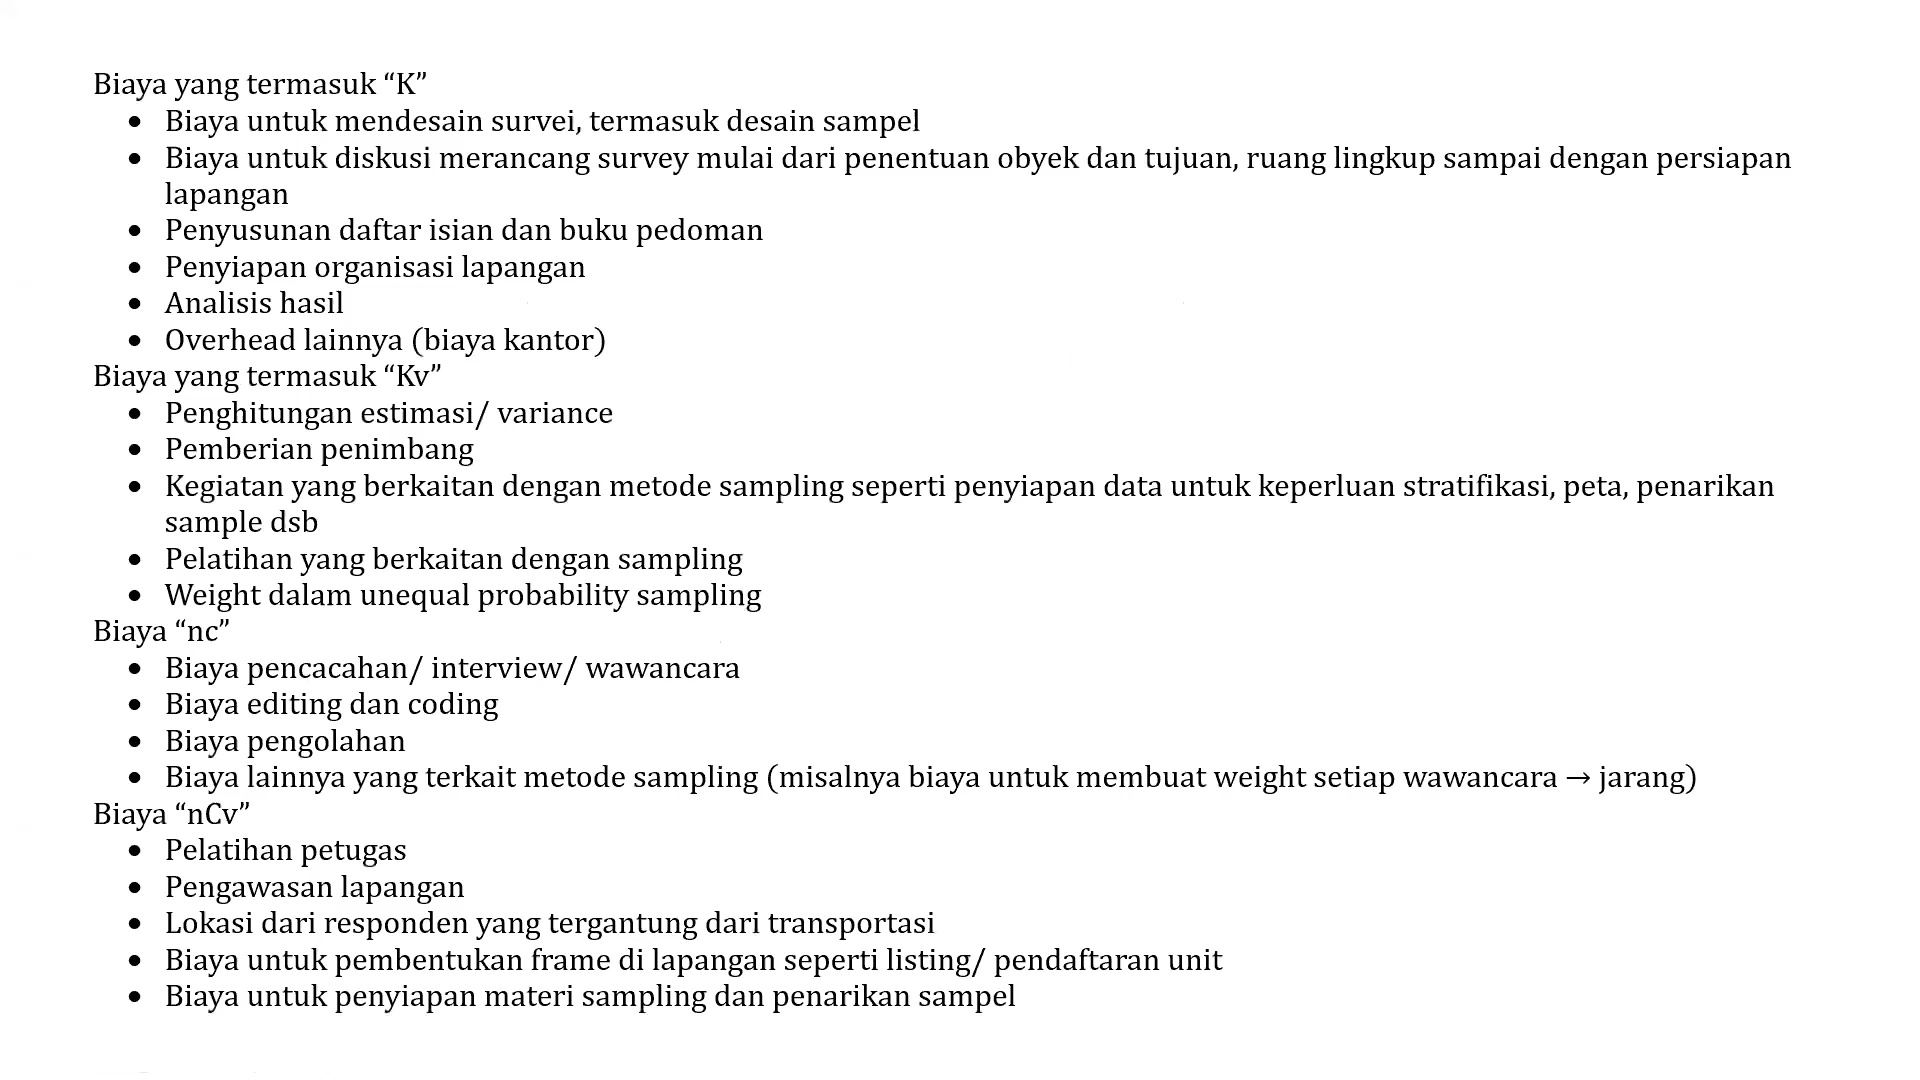 Biaya yang termasuk “K”
• Biaya untuk mendesain survei, termasuk desain sampel
• Biaya untuk diskusi merancang survey mulai dari penentuan obyek dan tujuan, ruang lingkup sampai dengan persiapan
lapangan
• Penyusunan daftar isian dan buku pedoman
• Penyiapan organisasi lapangan
• Analisis hasil
• Overhead lainnya (biaya kantor)
Biaya yang termasuk “Kv”
• Penghitungan estimasi/ variance
• Pemberian penimbang
• Kegiatan yang berkaitan dengan metode sampling seperti penyiapan data untuk keperluan stratifikasi, peta, penarikan
sample dsb
• Pelatihan yang berkaitan dengan sampling
• Weight dalam unequal probability sampling
Biaya “nc”
• Biaya pencacahan/ interview/ wawancara
• Biaya editing dan coding
• Biaya pengolahan
• Biaya lainnya yang terkait metode sampling (misalnya biaya untuk membuat weight setiap wawancara → jarang)
Biaya “nCv”
• Pelatihan petugas
• Pengawasan lapangan
• Lokasi dari responden yang tergantung dari transportasi
• Biaya untuk pembentukan frame di lapangan seperti listing/ pendaftaran unit
• Biaya untuk penyiapan materi sampling dan penarikan sampel